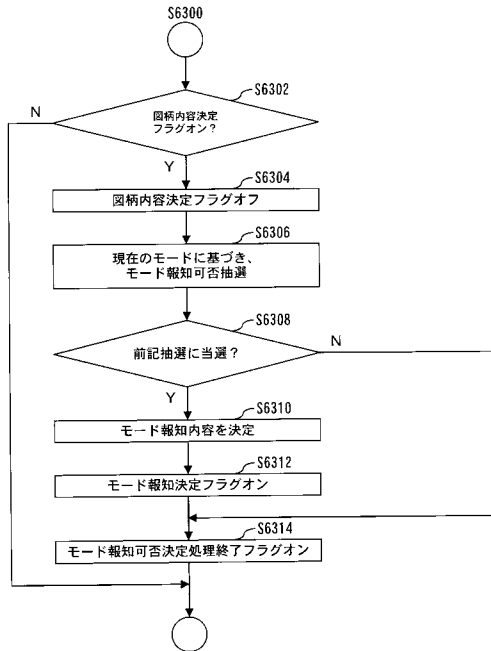 S6300
S6302
N
図柄内容決定
フラグオン?
Y
S6304
図柄内容決定フラグオフ
S6306
現在のモードに基づき、
モード報知可否抽選
S6308
前記抽選に当選?
N
Y
S6310
モード報知内容を決定
S6312
モード報知決定フラグオン
S6314
モード報知可否決定処理終了フラグオン